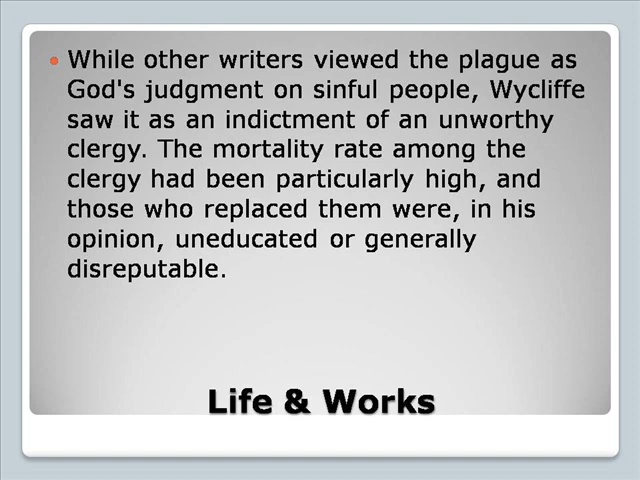 While other writers viewed the plague as
God's judgment on sinful people, Wycliffe
saw it as an indictment of an unworthy
clergy. The mortality rate among the
clergy had been particularly high, and
those who replaced them were, in his
opinion, uneducated or generally
disreputable.
Life & Works